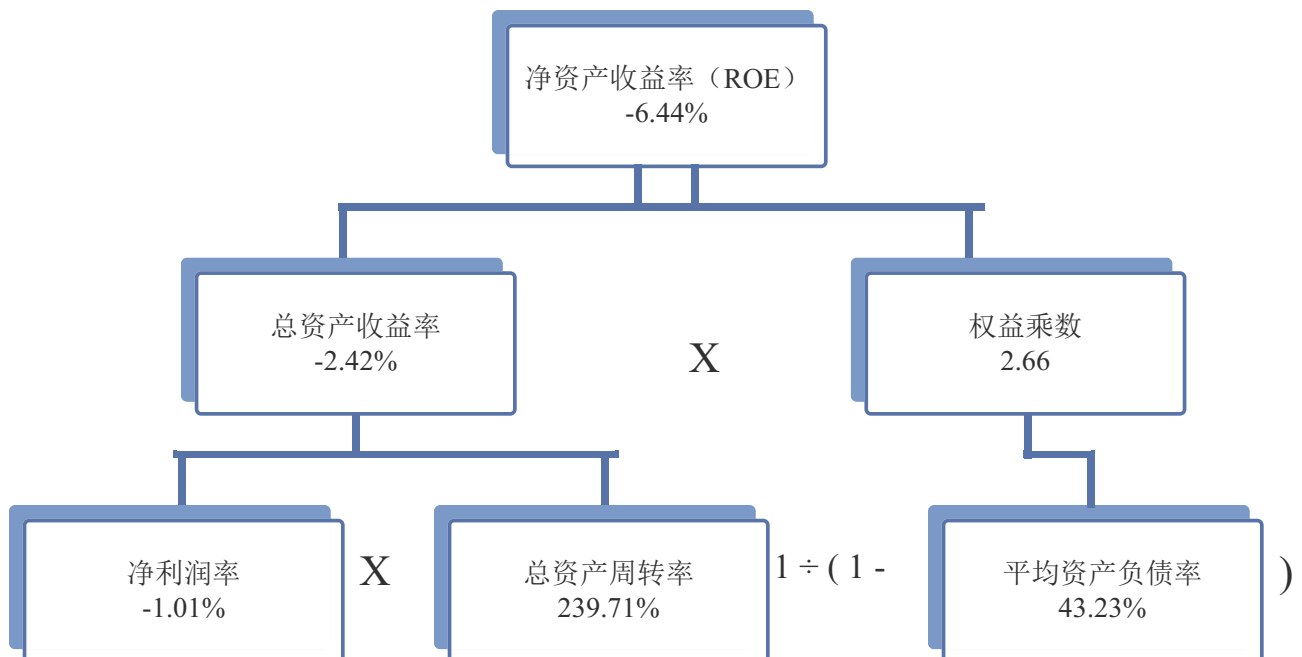 净资产收益率（ROE）
-6.44%
总资产收益率
-2.42%
X
权益乘数
2.66
净利润率
-1.01%
X
总资产周转率
239.71%
1 ÷ ( 1 -
平均资产负债率
43.23%
)